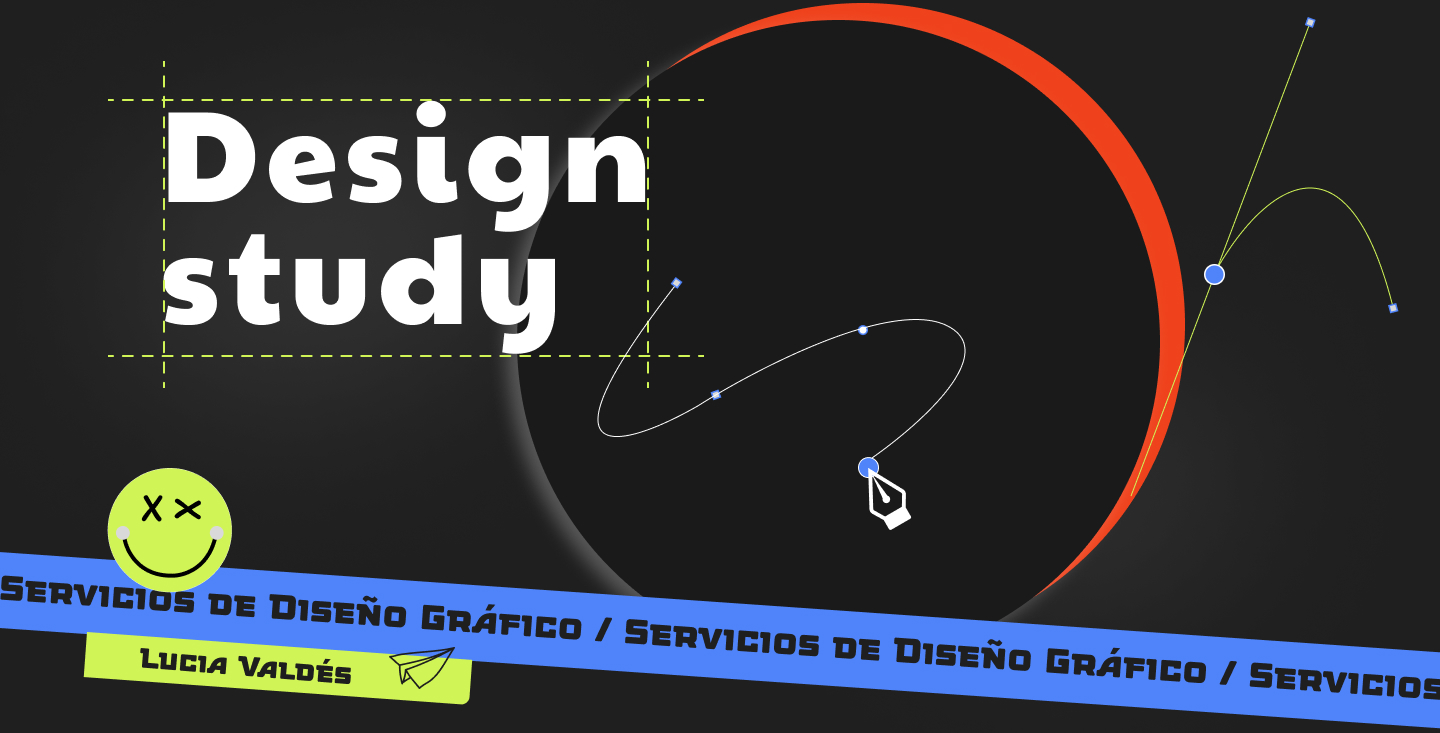 Design
study
Servicios de Diseño Gráfico / Servicios de Diseño Gráfico / Servicios
Lucia Valdés